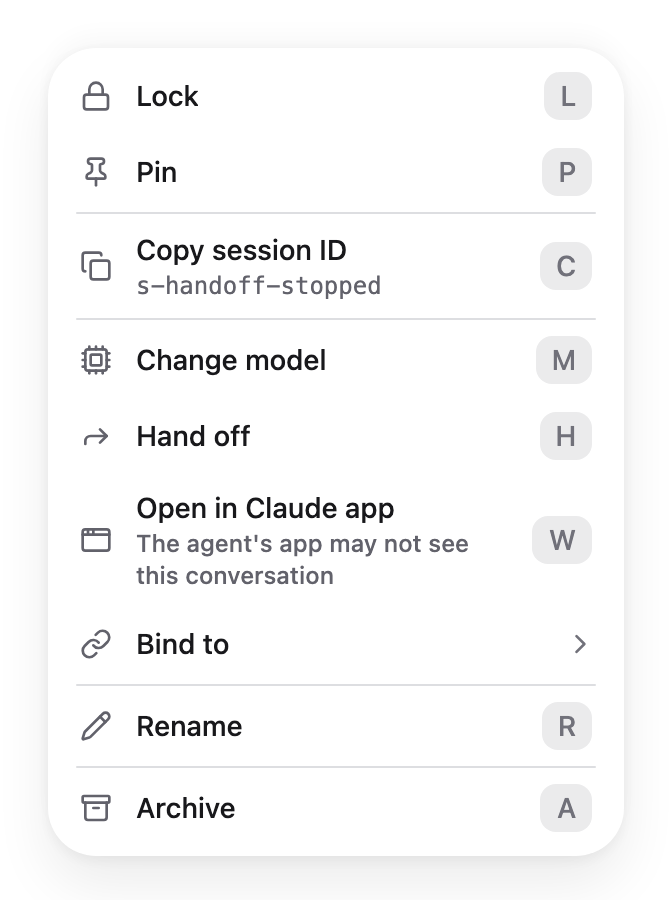 Lock L
Pin P
Copy session ID C
s-handoff-stopped
Change model M
Hand off H
Open in Claude app
The agent's app may not see W
this conversation
Bind to
Rename R
Archive A